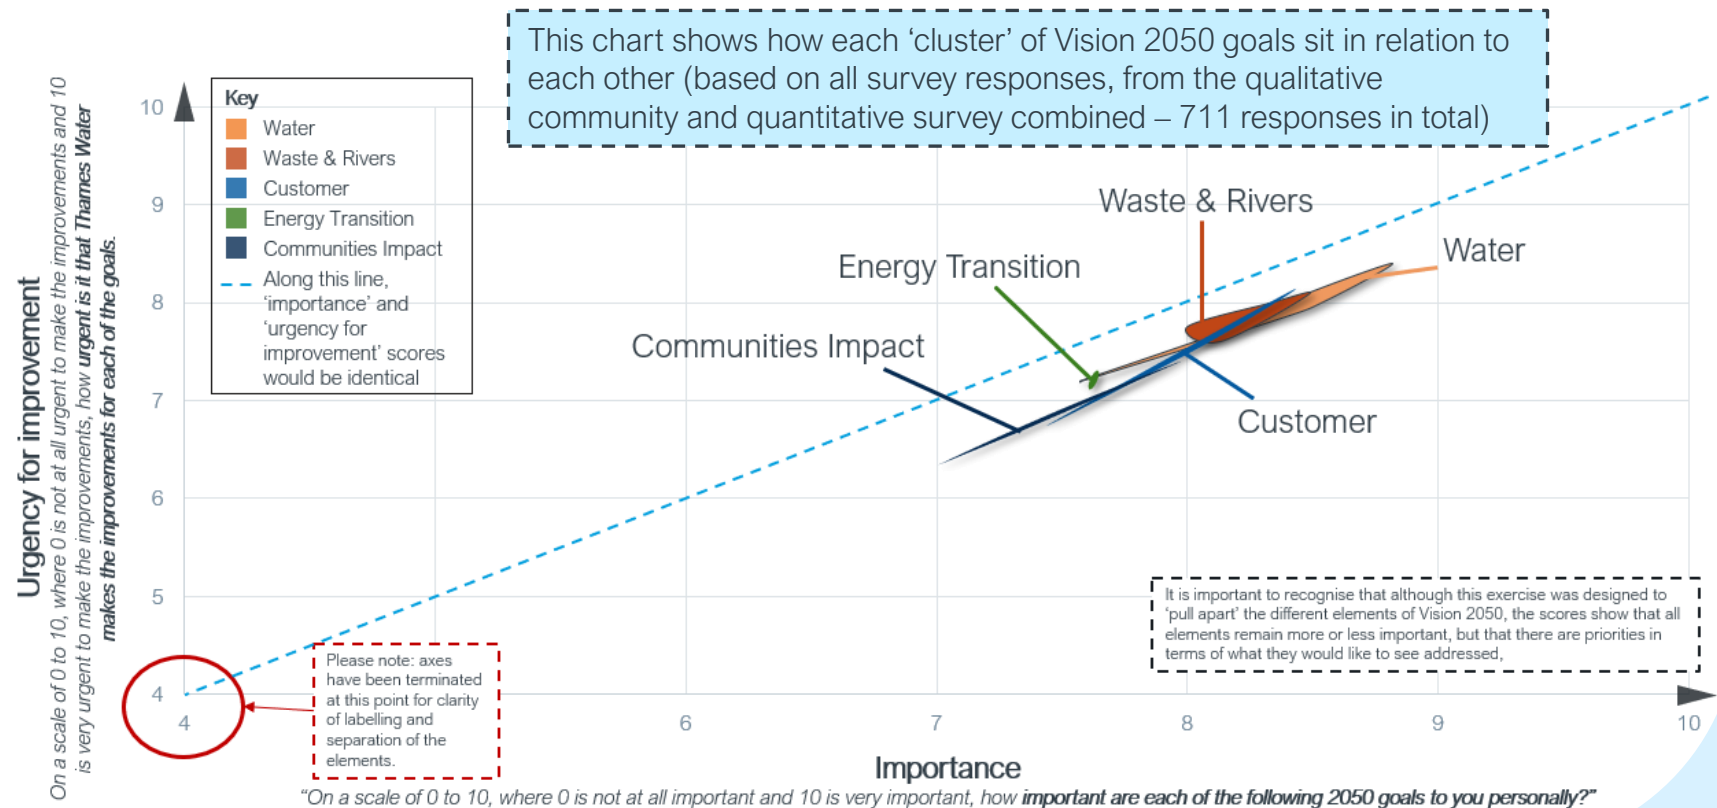 This chart shows how each ‘cluster’ of Vision 2050 goals sit in relation to
each other (based on all survey responses, from the qualitative
community and quantitative survey combined – 711 responses in total)
Urgency for improvement
On a scale of 0 to 10, where 0 is not at all urgent to make the improvements and 10
is very urgent to make the improvements, how urgent is it that Thames Water
makes the improvements for each of the goals.
Key
Water
Waste & Rivers
Customer
Energy Transition
Communities Impact
Along this line,
‘importance’ and
‘urgency for
improvement’ scores
would be identical
10
9
8
7
6
5
4
Waste & Rivers
Water
Energy Transition
Communities Impact
Customer
It is important to recognise that although this exercise was designed to
‘pull apart’ the different elements of Vision 2050, the scores show that all
elements remain more or less important, but that there are priorities in
terms of what they would like to see addressed,
Please note: axes
have been terminated
at this point for clarity
of labelling and
separation of the
elements.
4
6
7
8
9
10
Importance
“On a scale of 0 to 10, where 0 is not at all important and 10 is very important, how important are each of the following 2050 goals to you personally?”